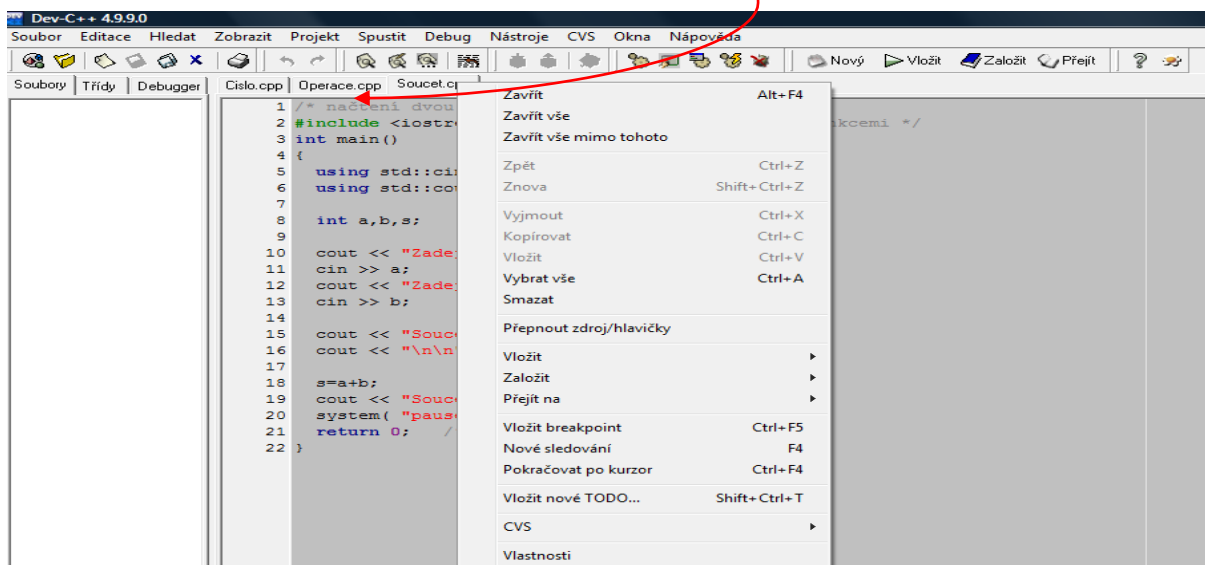 Dev-C++ 4.9.9.0
Soubor Editace Hledat Zobrazit Projekt Spustit Debug Nástroje CVS Okna Nápověda
Nový Vložit Založit Přejít
Soubory Třídy Debugger Cislo.cpp Operace.cpp Soucet.cp
1 /* načtení dvou
2 #include <iostre kcemi */
3 int main()
4 {
5 using std::cin
6 using std::cou
7
8 int a,b,s;
9
10 cout << "Zadej
11 cin >> a;
12 cout << "Zadej
13 cin >> b;
14
15 cout << "Souc
16 cout << "\n\n
17
18 s=a+b;
19 cout << "Souc
20 system( "paus
21 return 0; /
22 }
Zavřít Alt+F4
Zavřít vše
Zavřít vše mimo tohoto
Zpět Ctrl+Z
Znova Shift+Ctrl+Z
Vyjmout Ctrl+X
Kopírovat Ctrl+C
Vložit Ctrl+V
Vybrat vše Ctrl+A
Smazat
Přepnout zdroj/hlavičky
Vložit
Založit
Přejít na
Vložit breakpoint Ctrl+F5
Nové sledování F4
Pokračovat po kurzor Ctrl+F4
Vložit nové TODO... Shift+Ctrl+T
CVS
Vlastnosti